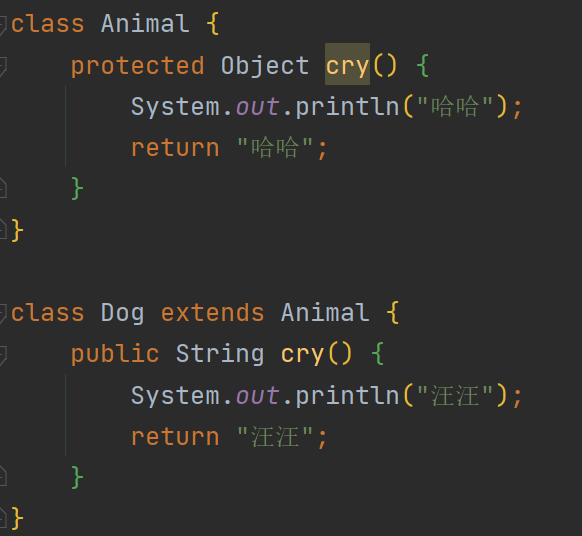 class Animal {
    protected Object cry() {
        System.out.println("哈哈");
        return "哈哈";
    }
}
class Dog extends Animal {
    public String cry() {
        System.out.println("汪汪");
        return "汪汪";
    }
}